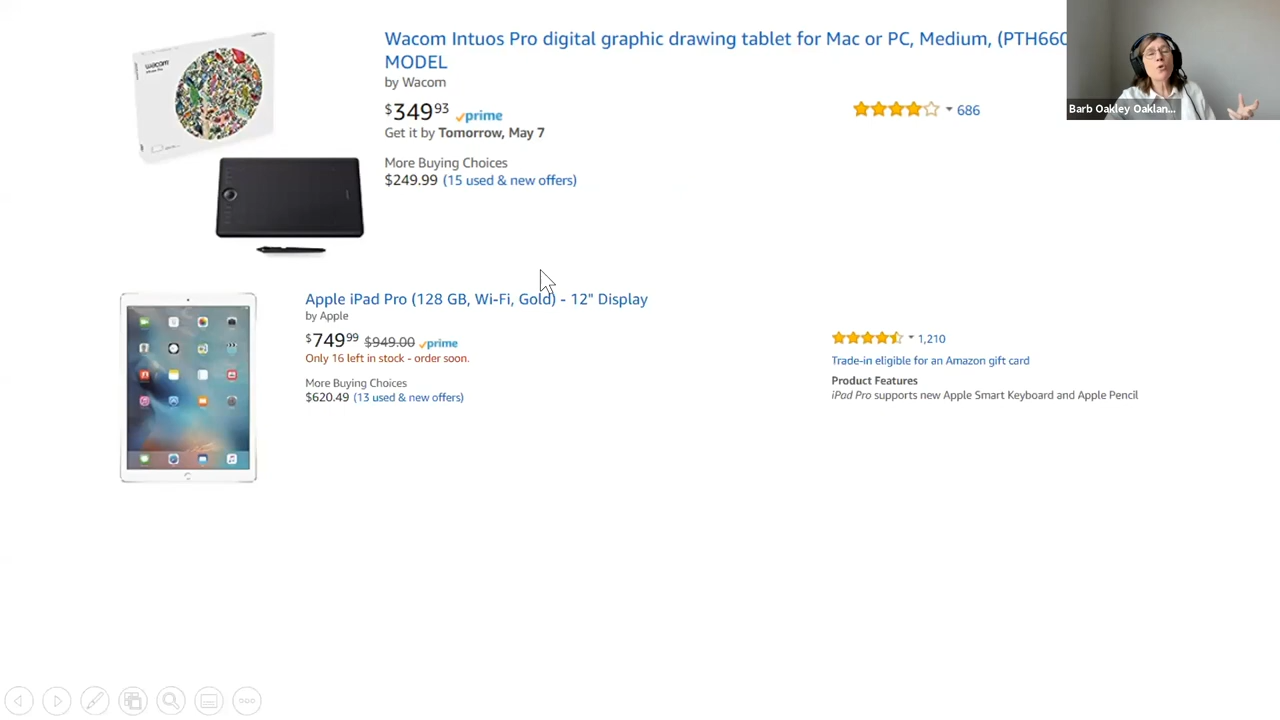 Wacom Intuos Pro digital graphic drawing tablet for Mac or PC, Medium, (PTH660
MODEL
by Wacom
$349.93 prime
686
Get it by Tomorrow, May 7
More Buying Choices
$249.99 (15 used & new offers)
wacom
Barb Oakley Oaklan...
Apple iPad Pro (128 GB, Wi-Fi, Gold) - 12" Display
by Apple
$749.99 $949.00 prime
1,210
Only 16 left in stock - order soon.
Trade-in eligible for an Amazon gift card
More Buying Choices
Product Features
$620.49 (13 used & new offers)
iPad Pro supports new Apple Smart Keyboard and Apple Pencil